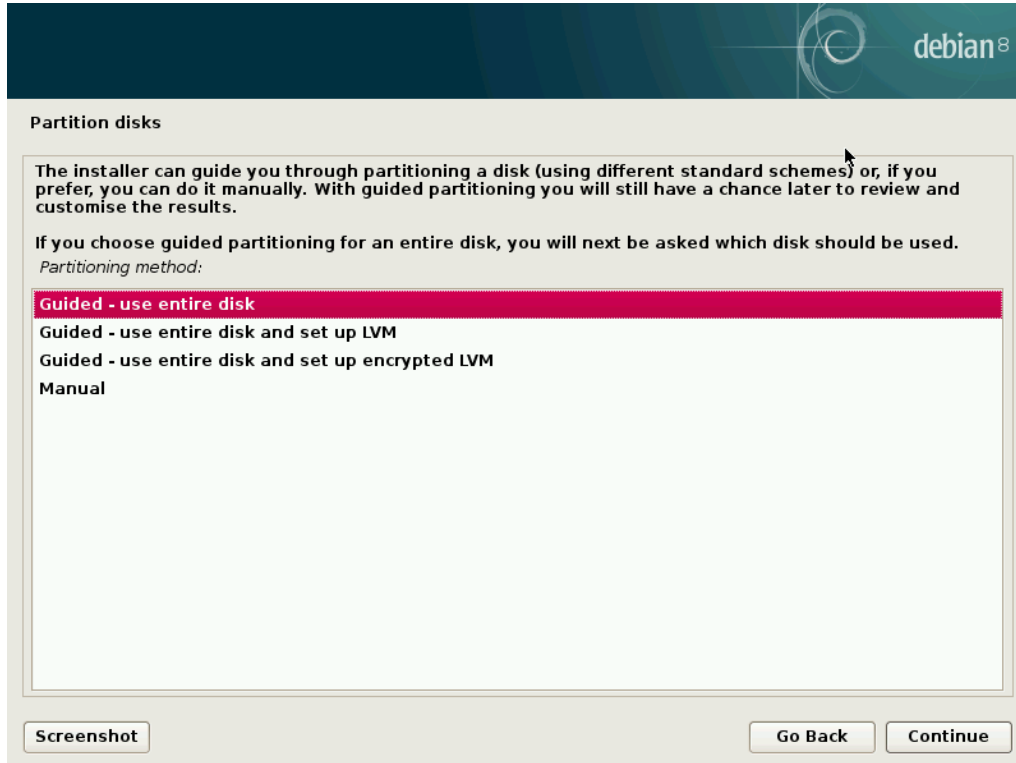 debian 8
Partition disks
The installer can guide you through partitioning a disk (using different standard schemes) or, if you
prefer, you can do it manually. With guided partitioning you will still have a chance later to review and
customise the results.
If you choose guided partitioning for an entire disk, you will next be asked which disk should be used.
Partitioning method:
Guided - use entire disk
Guided - use entire disk and set up LVM
Guided - use entire disk and set up encrypted LVM
Manual
Screenshot
Go Back
Continue